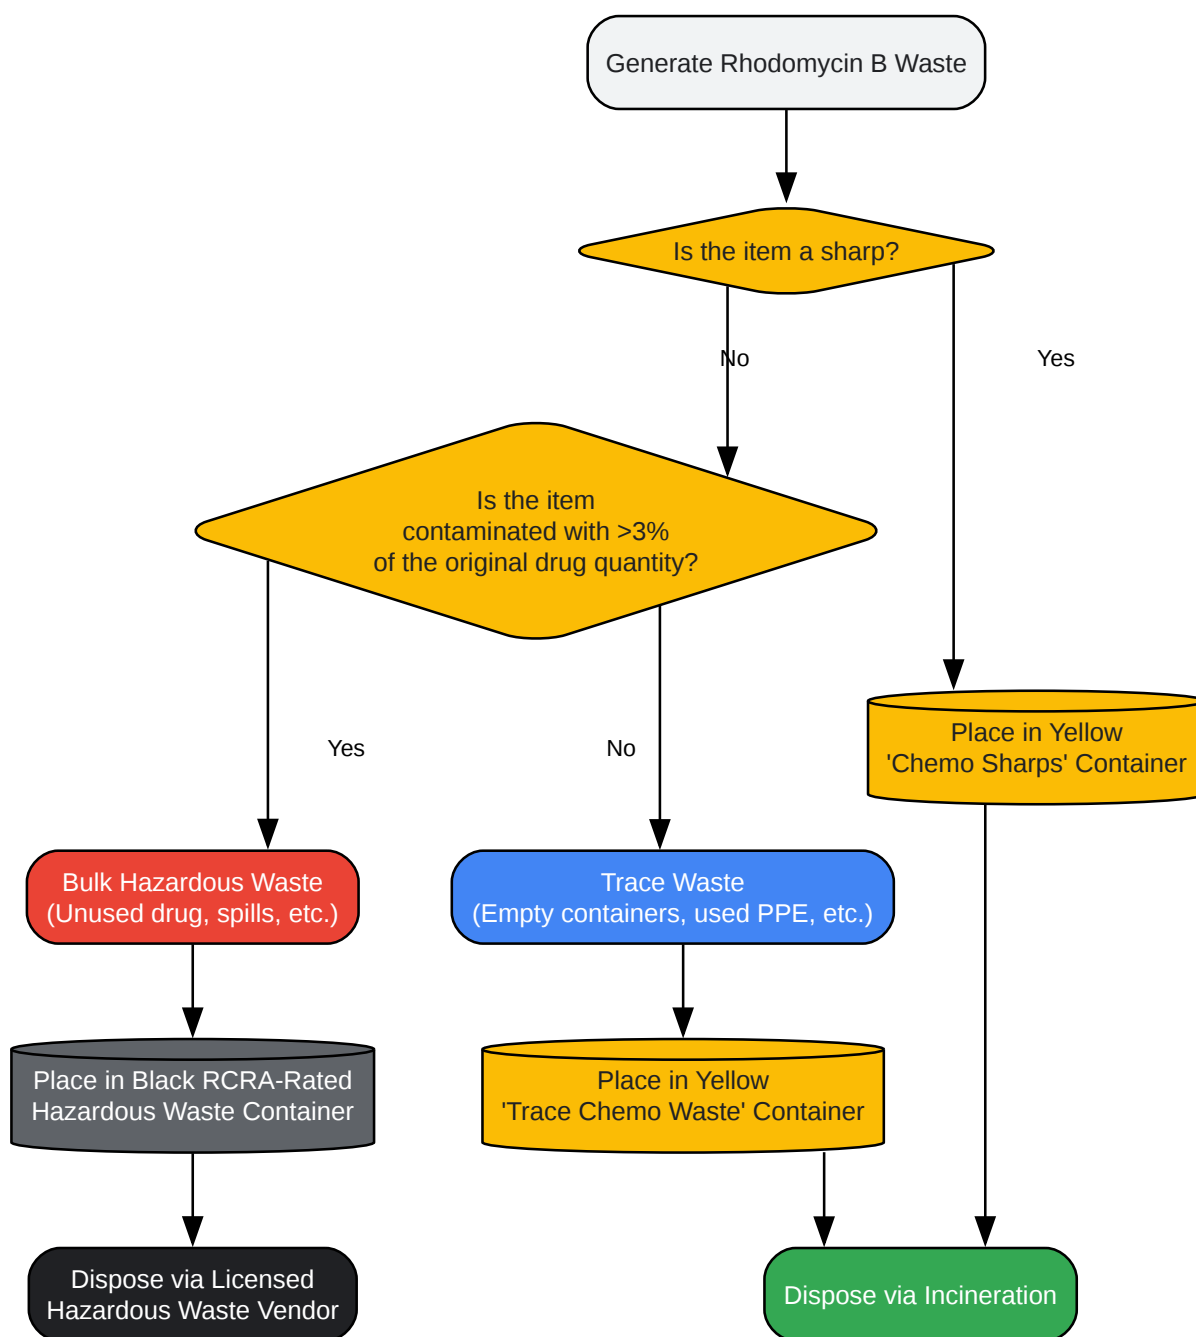 Generate Rhodomycin B Waste
Is the item a sharp?
No
Yes
Is the item
contaminated with >3%
of the original drug quantity?
Yes
No
Place in Yellow
'Chemo Sharps' Container
Bulk Hazardous Waste
(Unused drug, spills, etc.)
Trace Waste
(Empty containers, used PPE, etc.)
Place in Black RCRA-Rated
Hazardous Waste Container
Place in Yellow
'Trace Chemo Waste' Container
Dispose via Licensed
Hazardous Waste Vendor
Dispose via Incineration